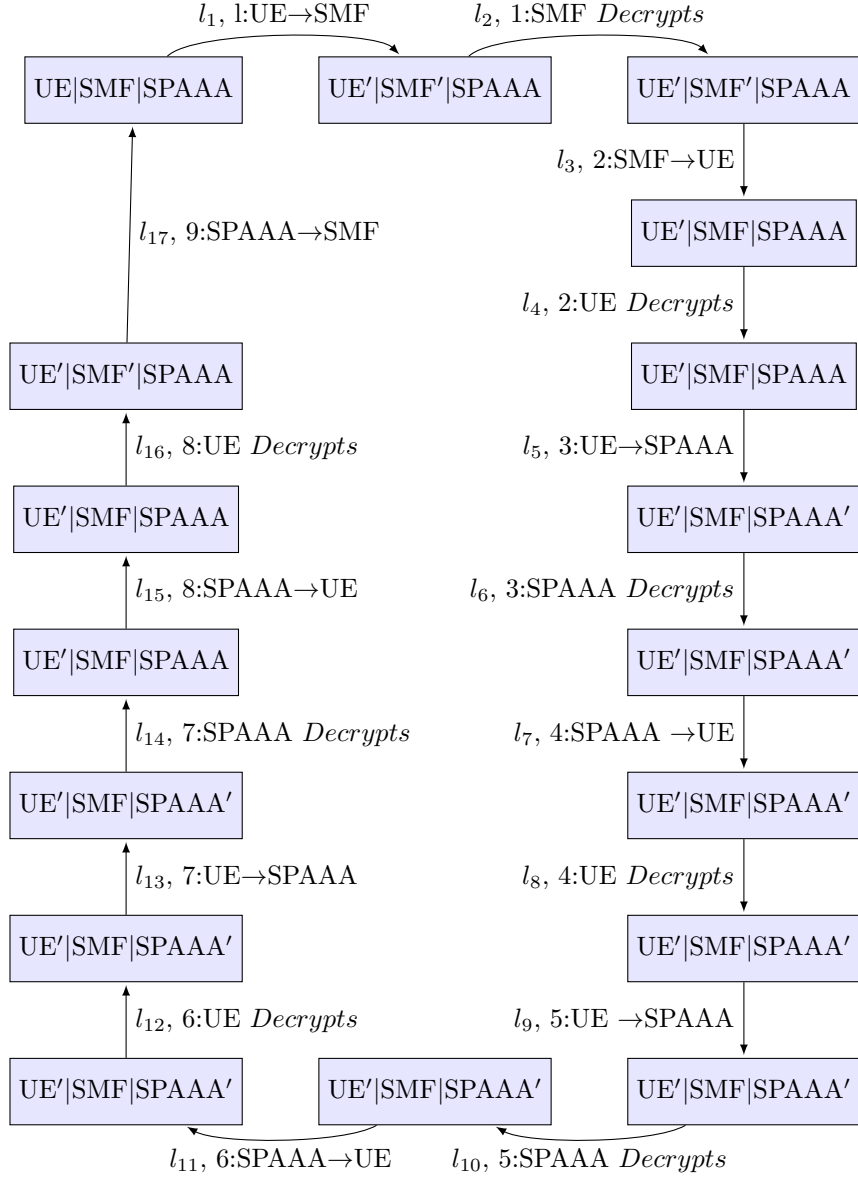 l₁, l:UE→SMF
l₂, 1:SMF Decrypts
UE|SMF|SPAAA
UE′|SMF′|SPAAA
UE′|SMF′|SPAAA
l₃, 2:SMF→UE
UE′|SMF|SPAAA
l₄, 2:UE Decrypts
UE′|SMF|SPAAA
l₅, 3:UE→SPAAA
UE′|SMF|SPAAA′
l₆, 3:SPAAA Decrypts
UE′|SMF|SPAAA′
l₇, 4:SPAAA →UE
UE′|SMF|SPAAA′
l₈, 4:UE Decrypts
UE′|SMF|SPAAA′
l₉, 5:UE →SPAAA
UE′|SMF|SPAAA′
l₁₀, 5:SPAAA Decrypts
UE′|SMF|SPAAA′
l₁₁, 6:SPAAA→UE
UE′|SMF|SPAAA′
l₁₂, 6:UE Decrypts
UE′|SMF|SPAAA′
l₁₃, 7:UE→SPAAA
UE′|SMF|SPAAA′
l₁₄, 7:SPAAA Decrypts
UE′|SMF|SPAAA
l₁₅, 8:SPAAA→UE
UE′|SMF|SPAAA
l₁₆, 8:UE Decrypts
UE′|SMF'|SPAAA
l₁₇, 9:SPAAA→SMF